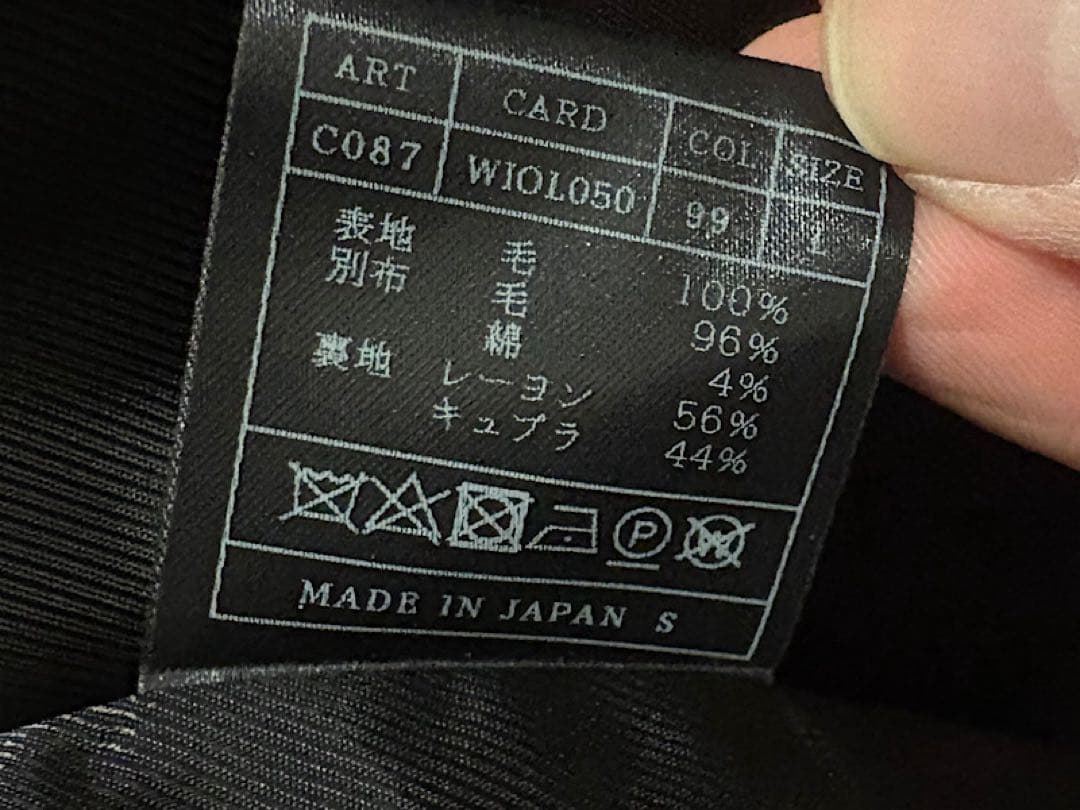 ART CARD COL SIZE
C087 WIOL050 99 L
表地 毛 100%
別布 毛 96%
綿 4%
裏地 レーヨン 56%
キュプラ 44%
P W
MADE IN JAPAN S